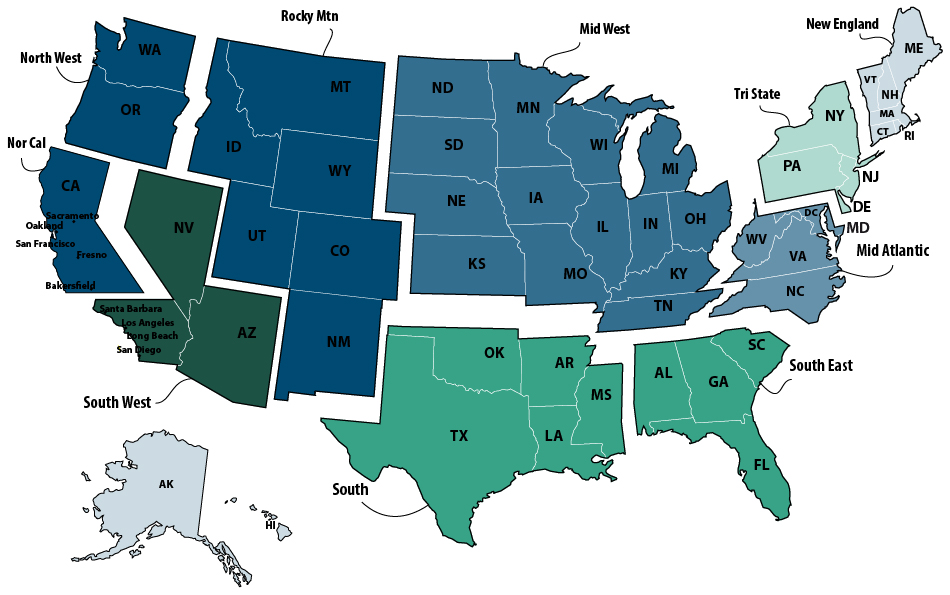 Rocky Mtn
New England
Mid West
North West
WA
ME
VT
NH
MT
ND
MN
Tri State
NY
MA
CT
RI
OR
Nor Cal
ID
SD
WI
MI
PA
NJ
WY
CA
NE
IA
DE
Sacramento
Oakland
San Francisco
Fresno
Bakersfield
NV
UT
CO
IL
IN
OH
DC
MD
WV
VA
Mid Atlantic
KS
MO
KY
NC
TN
Santa Barbara
Los Angeles
Long Beach
San Diego
AZ
NM
OK
AR
SC
South East
AL
GA
MS
South West
TX
LA
FL
South
AK
HI